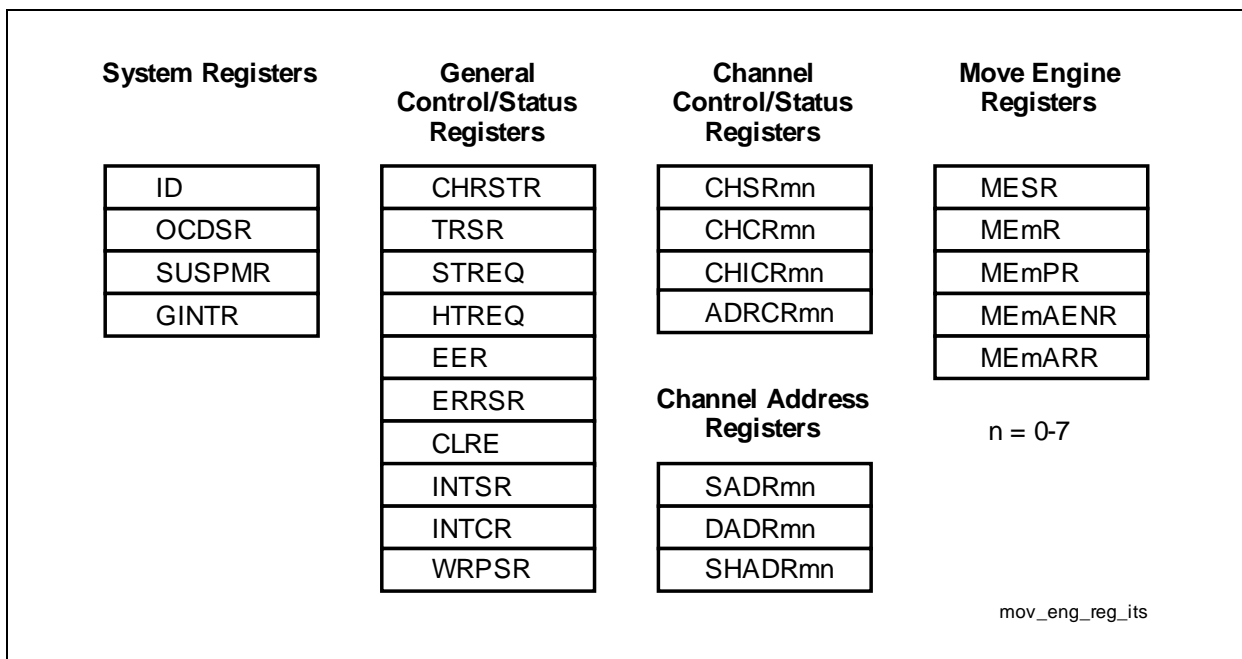 System Registers
ID
OCDSR
SUSPMR
GINTR
General
Control/Status
Registers
CHRSTR
TRSR
STREQ
HTREQ
EER
ERRSR
CLRE
INTSR
INTCR
WRPSR
Channel
Control/Status
Registers
CHSRmn
CHCRmn
CHICRmn
ADRCRmn
Channel Address
Registers
SADRmn
DADRmn
SHADRmn
Move Engine
Registers
MESR
MEmR
MEmPR
MEmAENR
MEmARR
n = 0-7
mov_eng_reg_its